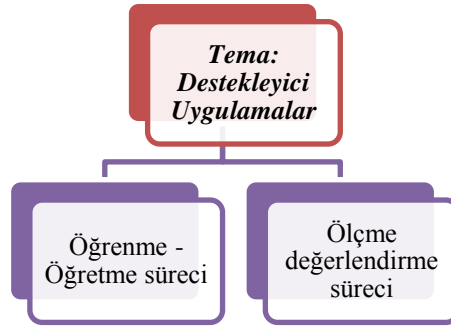 Tema:
Destekleyici
Uygulamalar
Öğrenme -
Öğretme süreci
Ölçme
değerlendirme
süreci